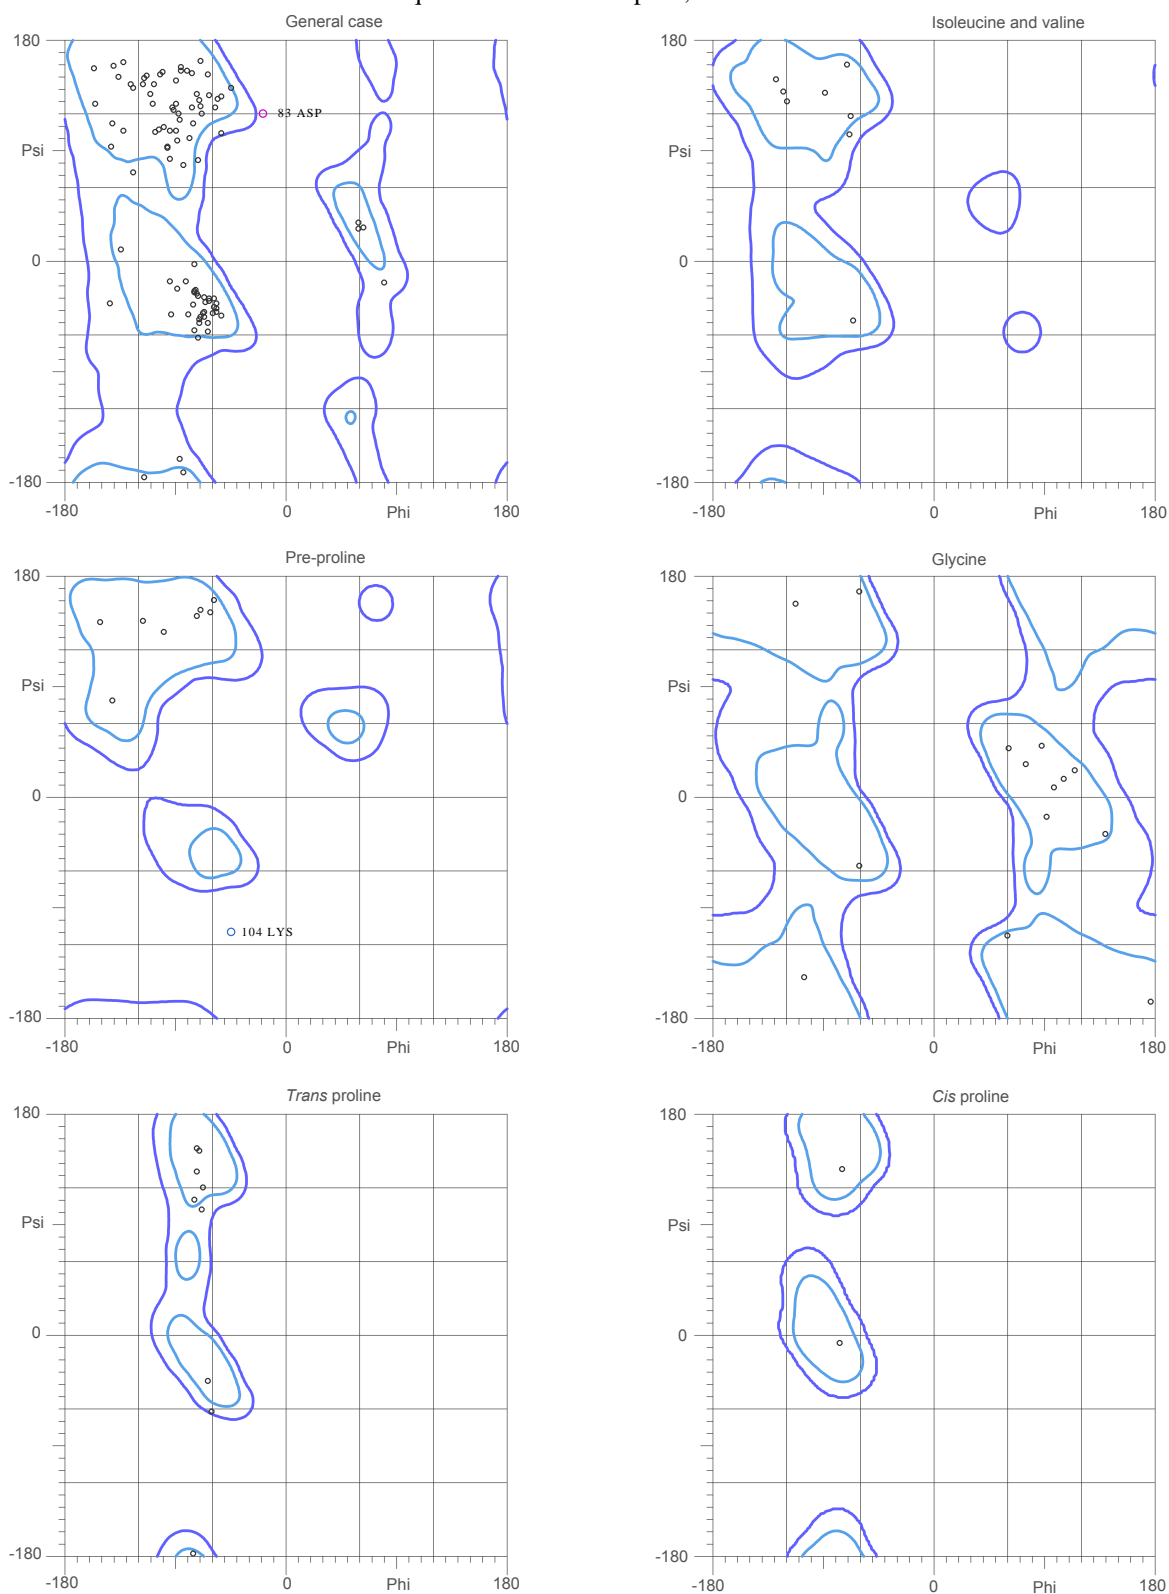 General case
Isoleucine and valine
180
180
83 ASP
Psi
Psi
0
0
-180
-180
-180
0
Phi
180
-180
0
Phi
180
Pre-proline
Glycine
180
180
Psi
Psi
0
0
104 LYS
-180
-180
-180
0
Phi
180
-180
0
Phi
180
Trans proline
Cis proline
180
180
Psi
Psi
0
0
-180
-180
-180
0
Phi
180
-180
0
Phi
180